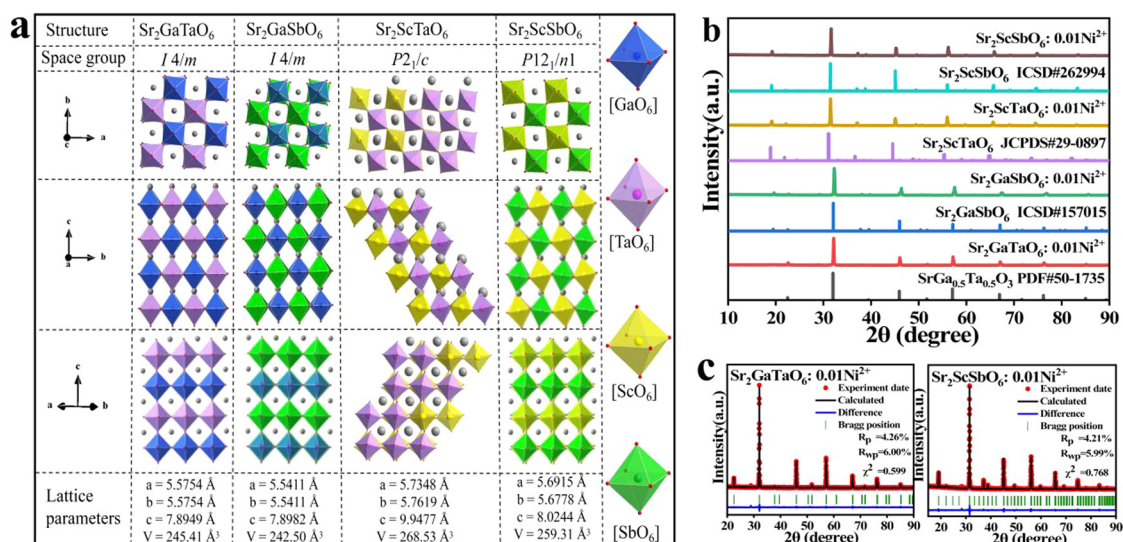 a
Structure Sr₂GaTaO₆ Sr₂GaSbO₆ Sr₂ScTaO₆ Sr₂ScSbO₆
Space group I 4/m I 4/m P2₁/c P12₁/n1
b
c a
c
a b
c
a b
Lattice
parameters
a = 5.5754 Å
b = 5.5754 Å
c = 7.8949 Å
V = 245.41 Å³
a = 5.5411 Å
b = 5.5411 Å
c = 7.8982 Å
V = 242.50 Å³
a = 5.7348 Å
b = 5.7619 Å
c = 9.9477 Å
V = 268.53 Å³
a = 5.6915 Å
b = 5.6778 Å
c = 8.0244 Å
V = 259.31 Å³
[GaO₆]
[TaO₆]
[ScO₆]
[SbO₆]
b
Intensity(a.u.)
Sr₂ScSbO₆: 0.01Ni²⁺
Sr₂ScSbO₆ ICSD#262994
Sr₂ScTaO₆: 0.01Ni²⁺
Sr₂ScTaO₆ JCPDS#29-0897
Sr₂GaSbO₆: 0.01Ni²⁺
Sr₂GaSbO₆ ICSD#157015
Sr₂GaTaO₆: 0.01Ni²⁺
SrGa₀.₅Ta₀.₅O₃ PDF#50-1735
10 20 30 40 50 60 70 80 90
2θ (degree)
c
Intensity(a.u.)
Sr₂GaTaO₆: 0.01Ni²⁺
Experiment date
Calculated
Difference
Bragg position
Rp=4.26%
Rwp=6.00%
χ²=0.599
20 30 40 50 60 70 80
2θ (degree)
Intensity(a.u.)
Sr₂ScSbO₆: 0.01Ni²⁺
Experiment date
Calculated
Difference
Bragg position
Rp=4.21%
Rwp=5.99%
χ²=0.768
20 30 40 50 60 70 80 90
2θ (degree)